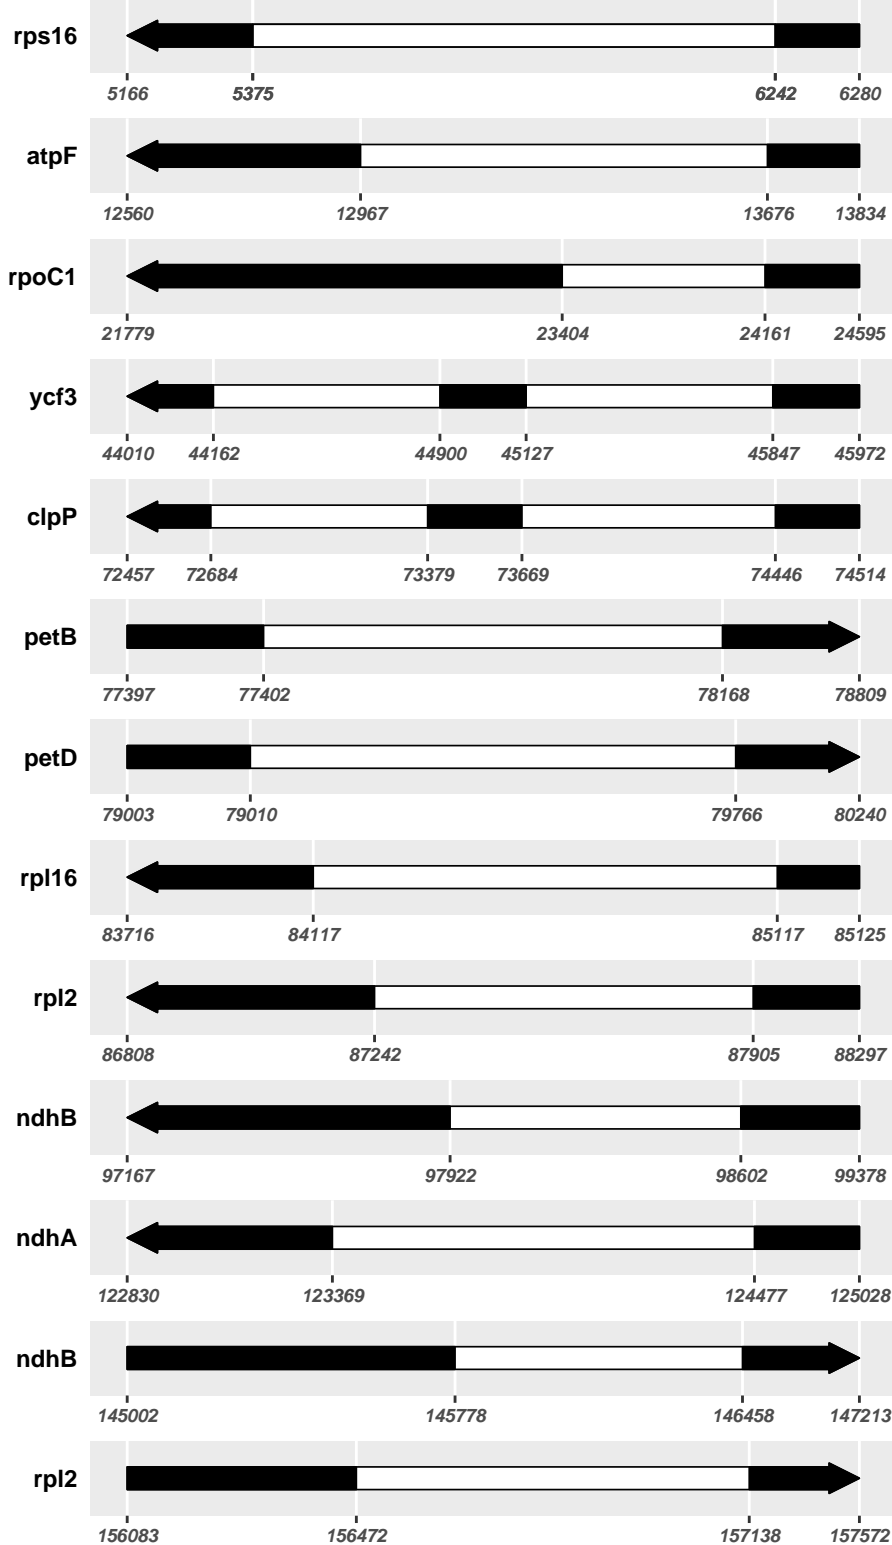 rps16
5166 5375 6242 6280
atpF
12560 12967 13676 13834
rpoC1
21779 23404 24161 24595
ycf3
44010 44162 44900 45127 45847 45972
clpP
72457 72684 73379 73669 74446 74514
petB
77397 77402 78168 78809
petD
79003 79010 79766 80240
rpl16
83716 84117 85117 85125
rpl2
86808 87242 87905 88297
ndhB
97167 97922 98602 99378
ndhA
122830 123369 124477 125028
ndhB
145002 145778 146458 147213
rpl2
156083 156472 157138 157572